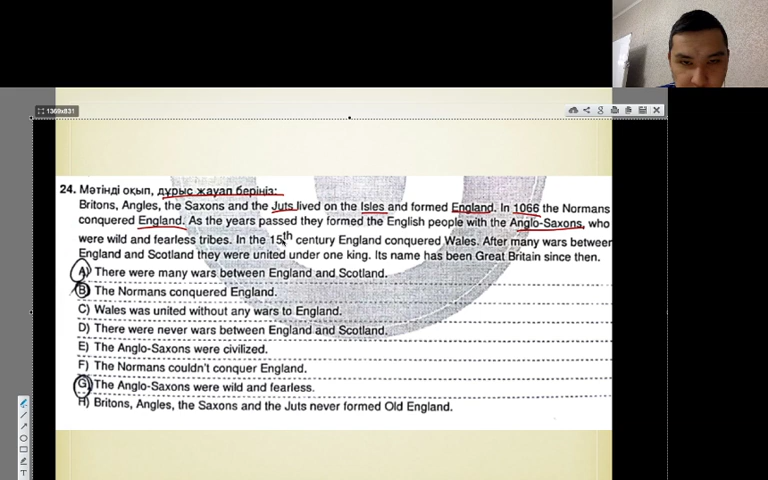 1369x831
24. Мәтінді оқып, дұрыс жауап беріңіз:
Britons, Angles, the Saxons and the Juts lived on the Isles and formed England. In 1066 the Normans
conquered England. As the years passed they formed the English people with the Anglo-Saxons, who
were wild and fearless tribes. In the 15th century England conquered Wales. After many wars between
England and Scotland they were united under one king. Its name has been Great Britain since then.
A) There were many wars between England and Scotland.
B) The Normans conquered England.
C) Wales was united without any wars to England.
D) There were never wars between England and Scotland.
E) The Anglo-Saxons were civilized.
F) The Normans couldn't conquer England.
G) The Anglo-Saxons were wild and fearless.
H) Britons, Angles, the Saxons and the Juts never formed Old England.